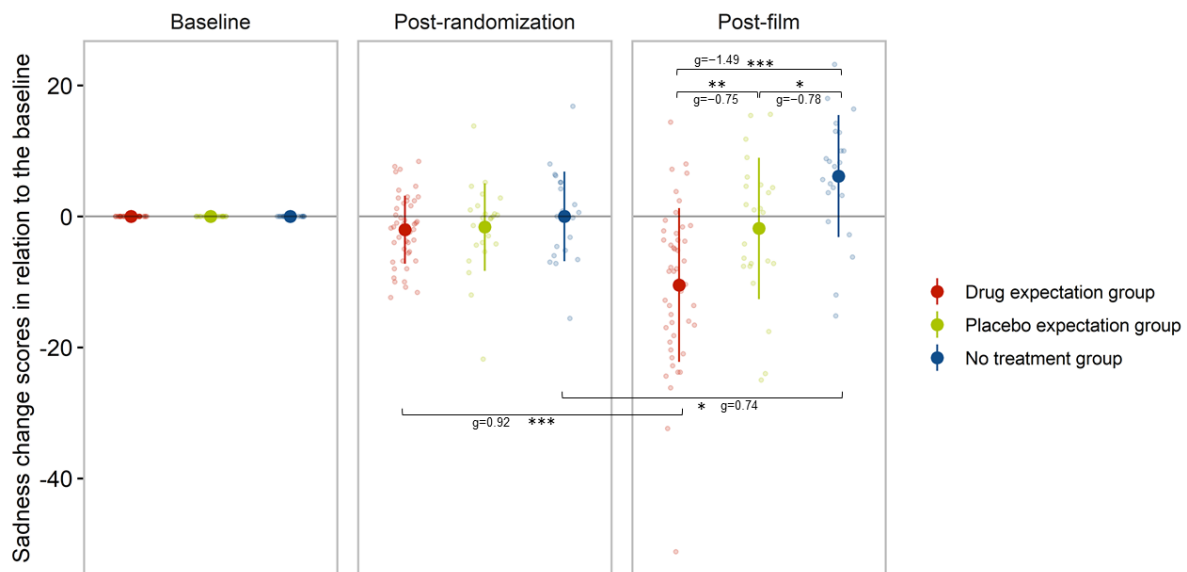 Baseline
Post-randomization
Post-film
Sadness change scores in relation to the baseline
20
0
-20
-40
g=−1.49 ***
** *
g=−0.75 g=−0.78
* g=0.74
g=0.92 ***
Drug expectation group
Placebo expectation group
No treatment group